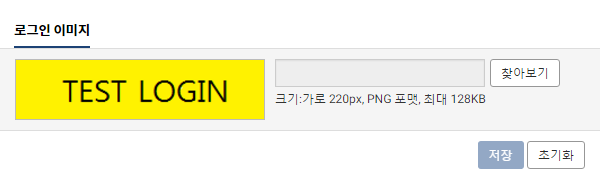 로그인 이미지
TEST LOGIN
찾아보기
크기:가로 220px, PNG 포맷, 최대 128KB
저장 초기화